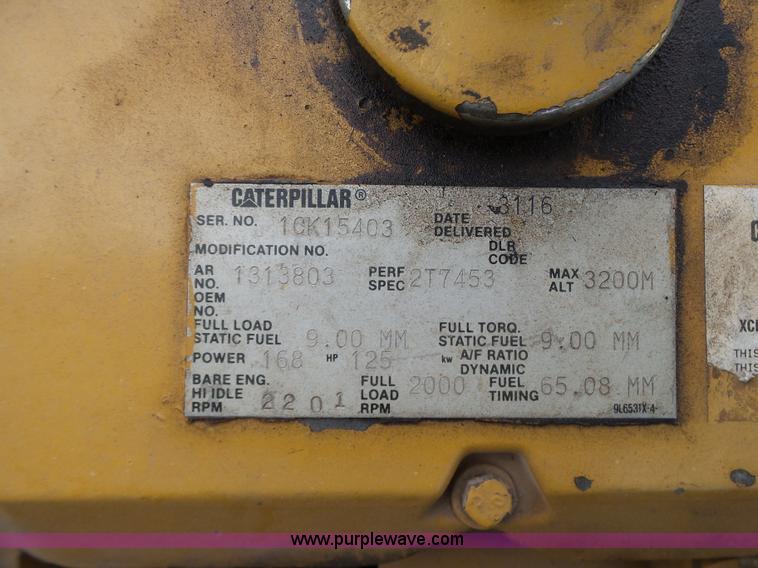 CATERPILLAR® 3116
SER. NO. 1CK15403 DATE DELIVERED
MODIFICATION NO. DLR CODE
AR NO. 1313803 PERF SPEC 2T7453 MAX ALT 3200M
OEM NO.
FULL LOAD STATIC FUEL 9.00 MM FULL TORQ. STATIC FUEL 9.00 MM
POWER 168 HP 125 kw A/F RATIO DYNAMIC
BARE ENG. HI IDLE RPM 2201 FULL LOAD RPM 2000 FUEL TIMING 65.08 MM
9L6531X-4
C
XCE
THIS
THIS
www.purplewave.com